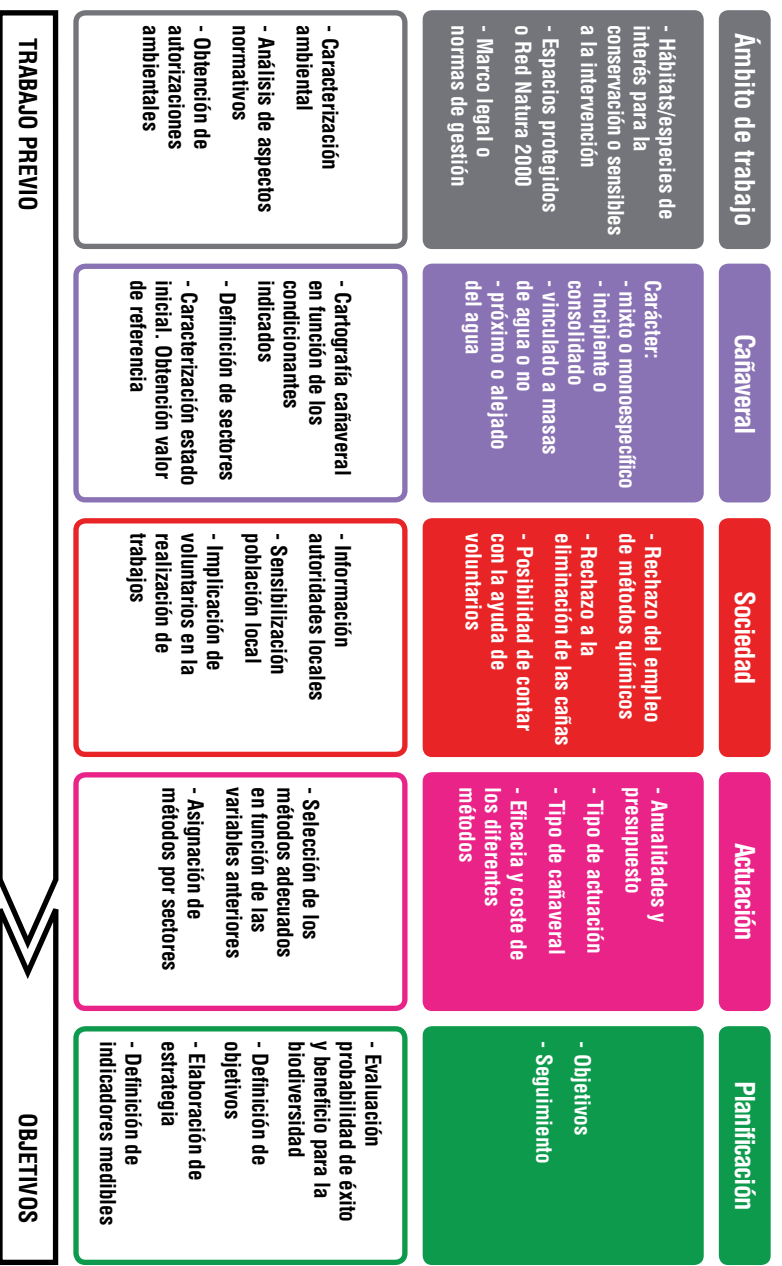 Ámbito de trabajo
- Hábitats/especies de
interés para la
conservación o sensibles
a la intervención
- Espacios protegidos
o Red Natura 2000
- Marco legal o
normas de gestión
- Caracterización
ambiental
- Análisis de aspectos
normativos
- Obtención de
autorizaciones
ambientales
Cañaveral
Carácter:
- mixto o monoespecífico
- incipiente o
consolidado
- vinculado a masas
de agua o no
- próximo o alejado
del agua
- Cartografía cañaveral
en función de los
condicionantes
indicados
- Definición de sectores
- Caracterización estado
inicial. Obtención valor
de referencia
Sociedad
- Rechazo del empleo
de métodos químicos
- Rechazo a la
eliminación de las cañas
- Posibilidad de contar
con la ayuda de
voluntarios
- Información
autoridades locales
- Sensibilización
población local
- Implicación de
voluntarios en la
realización de
trabajos
Actuación
- Anualidades y
presupuesto
- Tipo de actuación
- Tipo de cañaveral
- Eficacia y coste de
los diferentes
métodos
- Selección de los
métodos adecuados
en función de las
variables anteriores
- Asignación de
métodos por sectores
Planificación
- Objetivos
- Seguimiento
- Evaluación
probabilidad de éxito
y beneficio para la
biodiversidad
- Definición de
objetivos
- Elaboración de
estrategia
- Definición de
indicadores medibles
TRABAJO PREVIO
OBJETIVOS